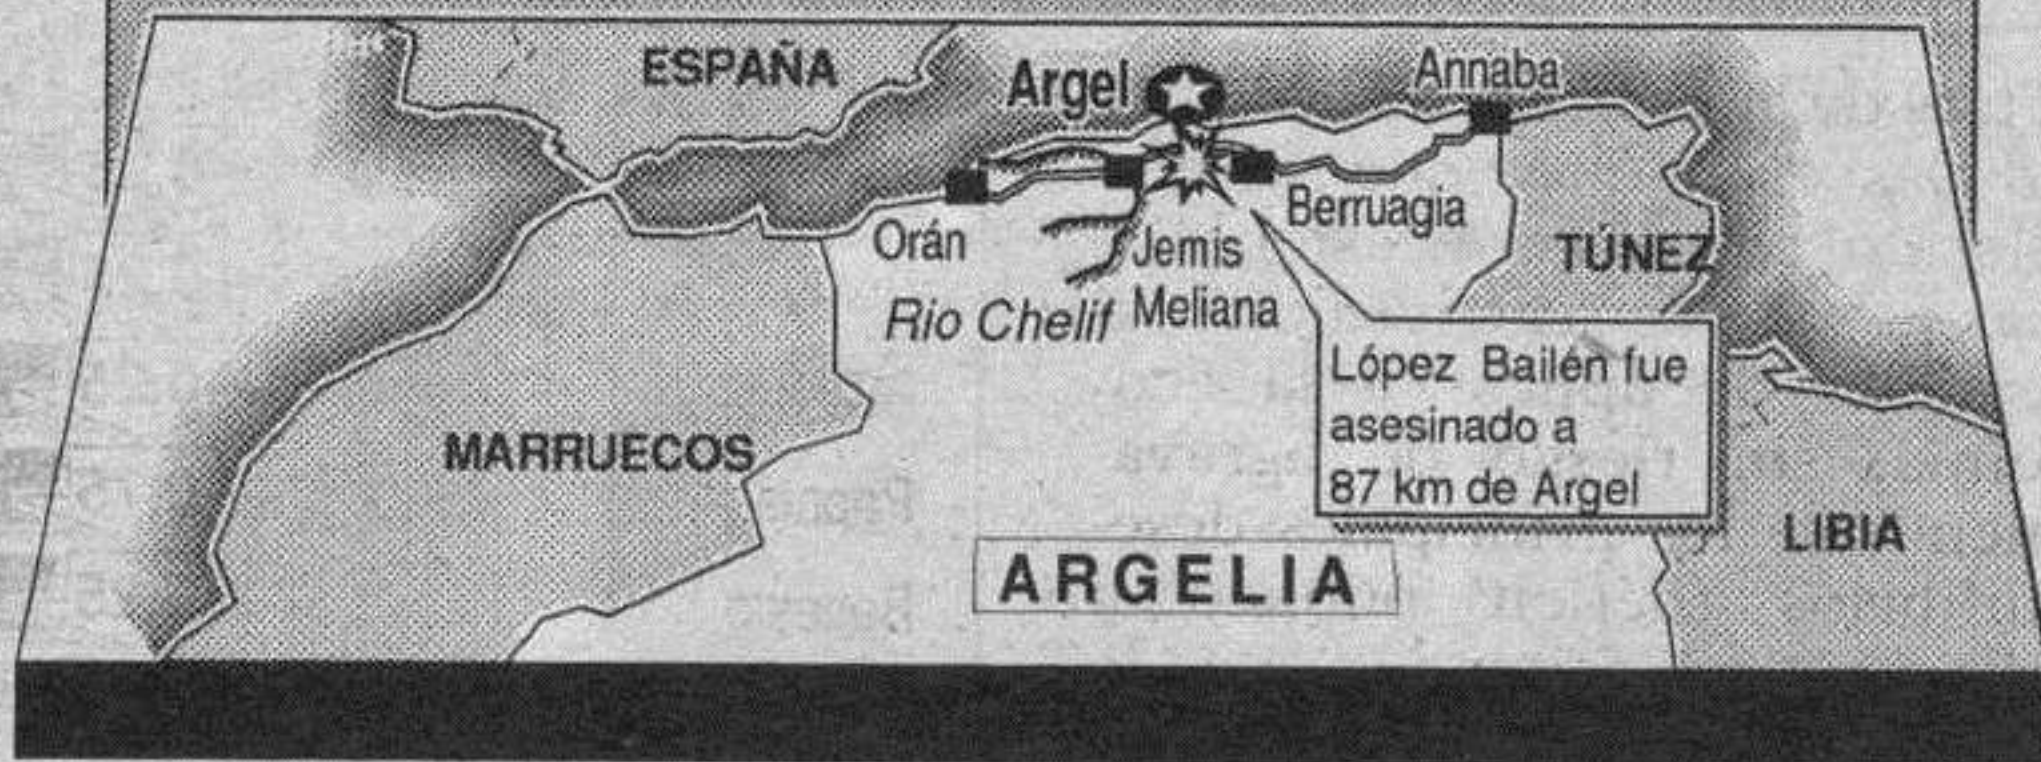 ESPAÑA
Argel
Annaba
Orán
Jemis
Meliana
Berruagia
TÚNEZ
Rio Chelif
López Bailén fue
asesinado a
87 km de Argel
MARRUECOS
ARGELIA
LIBIA